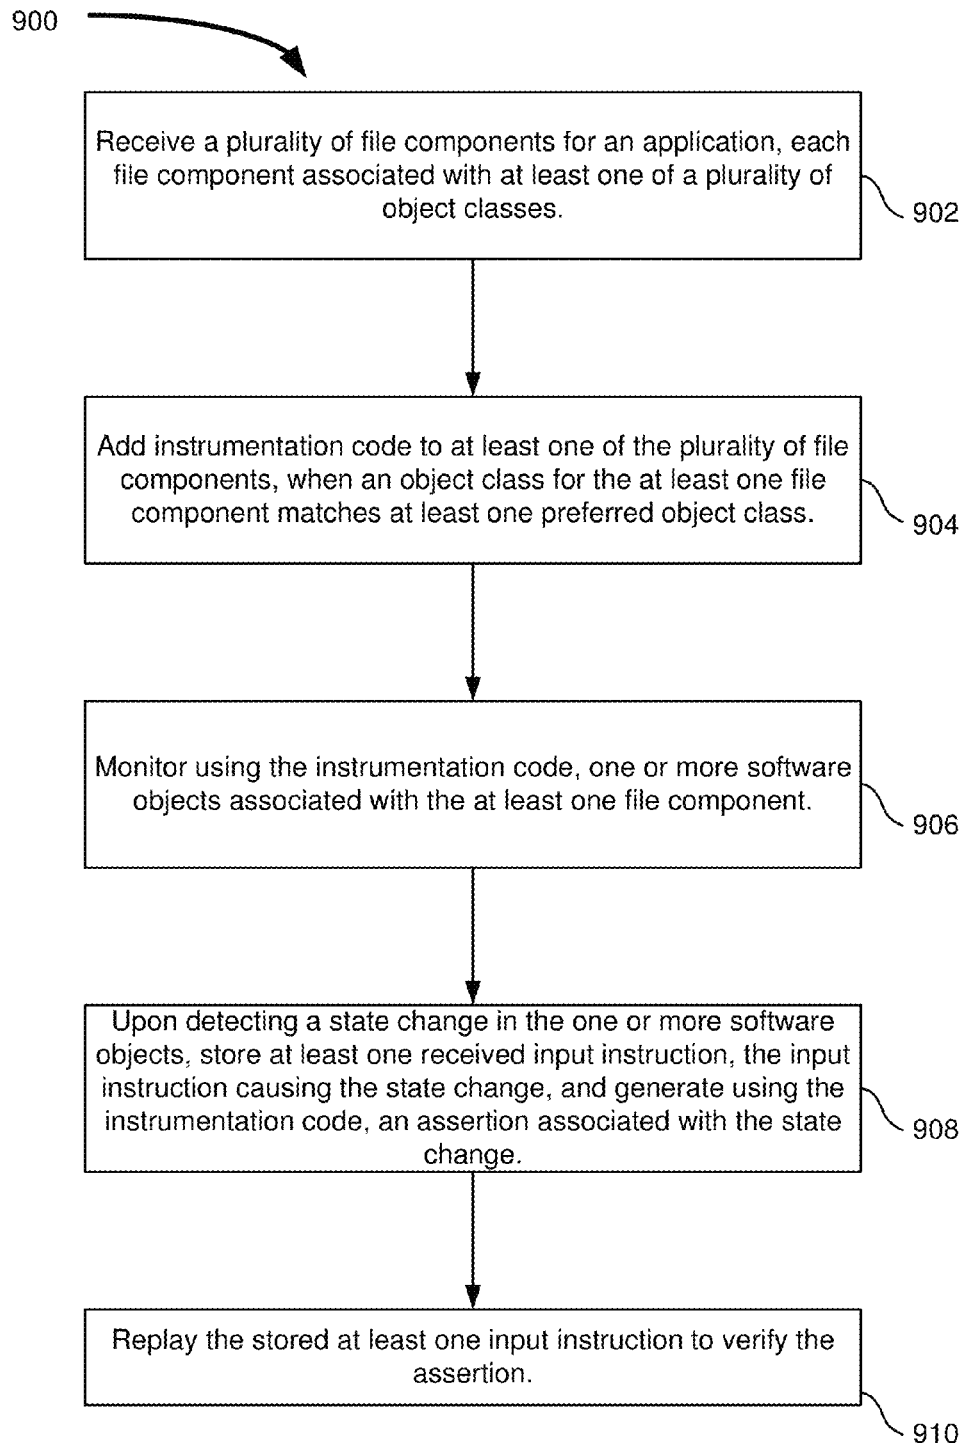 900
Receive a plurality of file components for an application, each
file component associated with at least one of a plurality of
object classes.
902
Add instrumentation code to at least one of the plurality of file
components, when an object class for the at least one file
component matches at least one preferred object class.
904
Monitor using the instrumentation code, one or more software
objects associated with the at least one file component.
906
Upon detecting a state change in the one or more software
objects, store at least one received input instruction, the input
instruction causing the state change, and generate using the
instrumentation code, an assertion associated with the state
change.
908
Replay the stored at least one input instruction to verify the
assertion.
910